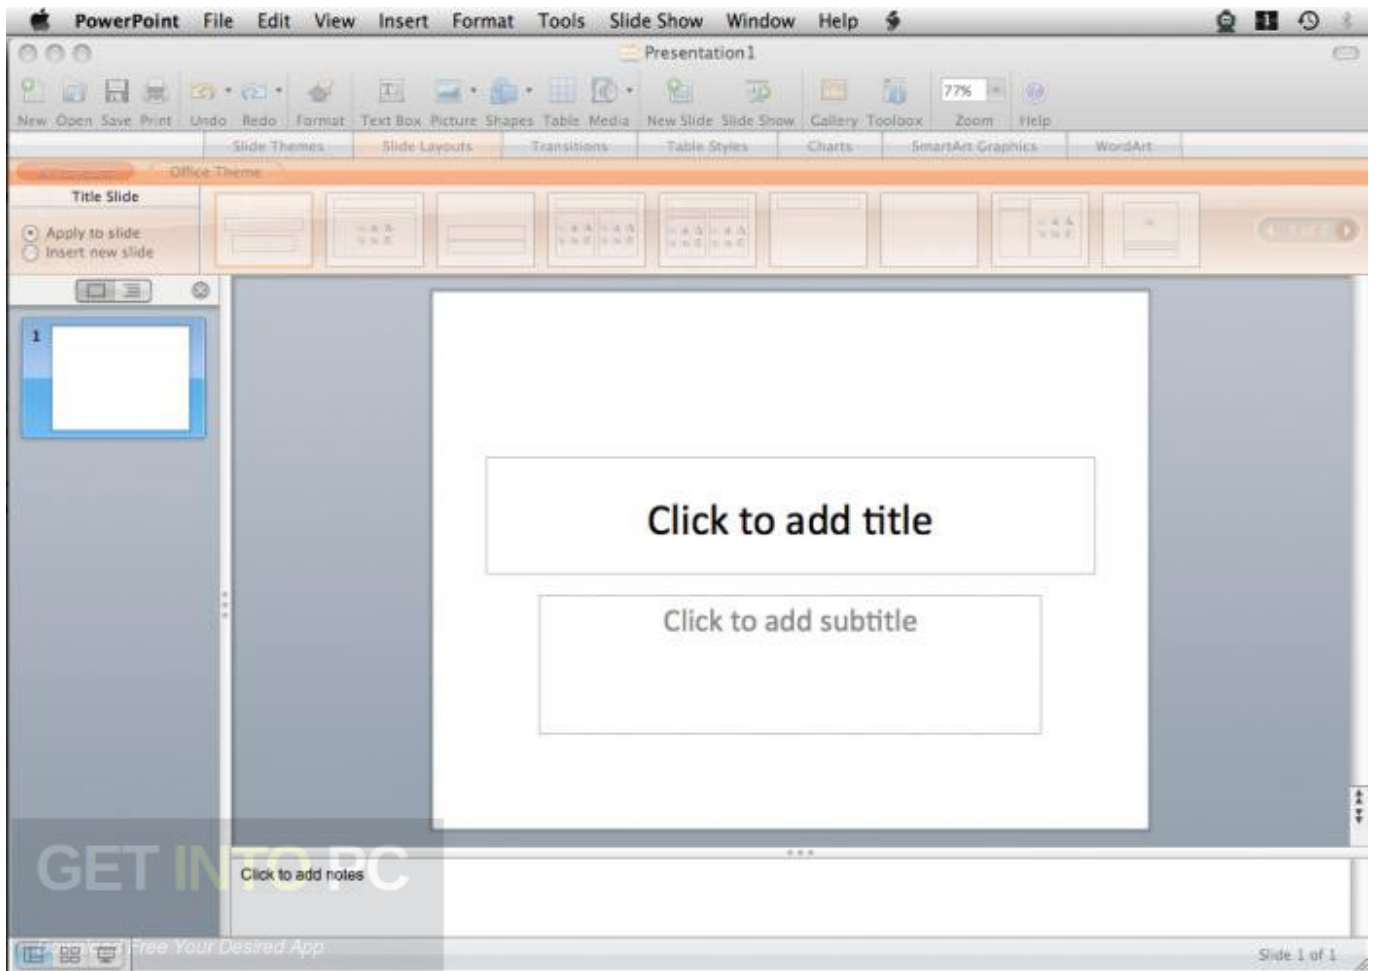 PowerPoint File Edit View Insert Format Tools Slide Show Window Help
Presentation1
77%
New Open Save Print Undo Redo Format Text Box Picture Shapes Table Media New Slide Slide Show Gallery Toolbox Zoom Help
Slide Themes Slide Layouts Transitions Table Styles Charts SmartArt Graphics WordArt
Office Theme
Title Slide
Apply to slide
Insert new slide
1
Click to add title
Click to add subtitle
GET INTO PC
Click to add notes
Download Free Your Desired App
Slide 1 of 1